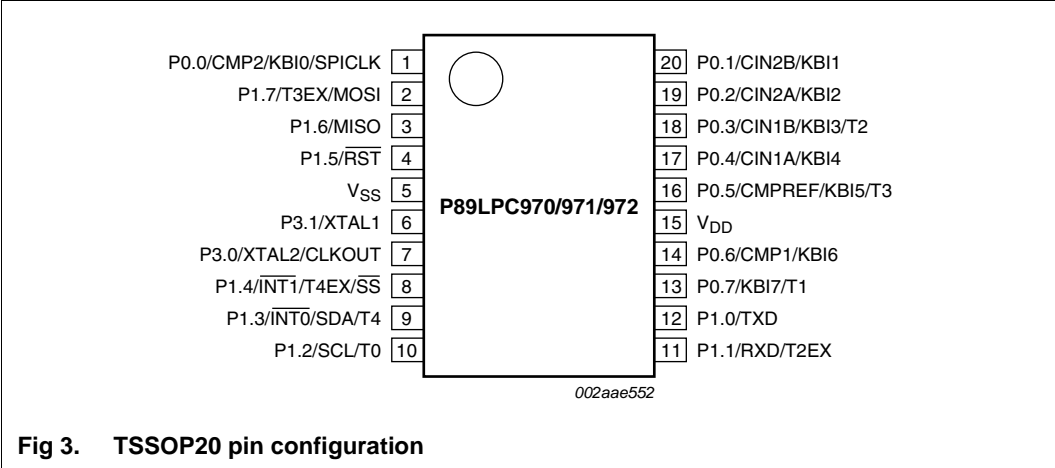 P0.0/CMP2/KBI0/SPICLK 1 20 P0.1/CIN2B/KBI1
P1.7/T3EX/MOSI 2 19 P0.2/CIN2A/KBI2
P1.6/MISO 3 18 P0.3/CIN1B/KBI3/T2
P1.5/R̅S̅T̅ 4 17 P0.4/CIN1A/KBI4
VSS 5 16 P0.5/CMPREF/KBI5/T3
P89LPC970/971/972
P3.1/XTAL1 6 15 VDD
P3.0/XTAL2/CLKOUT 7 14 P0.6/CMP1/KBI6
P1.4/I̅N̅T̅1̅/T4EX/S̅S̅ 8 13 P0.7/KBI7/T1
P1.3/I̅N̅T̅0̅/SDA/T4 9 12 P1.0/TXD
P1.2/SCL/T0 10 11 P1.1/RXD/T2EX
002aae552
Fig 3. TSSOP20 pin configuration